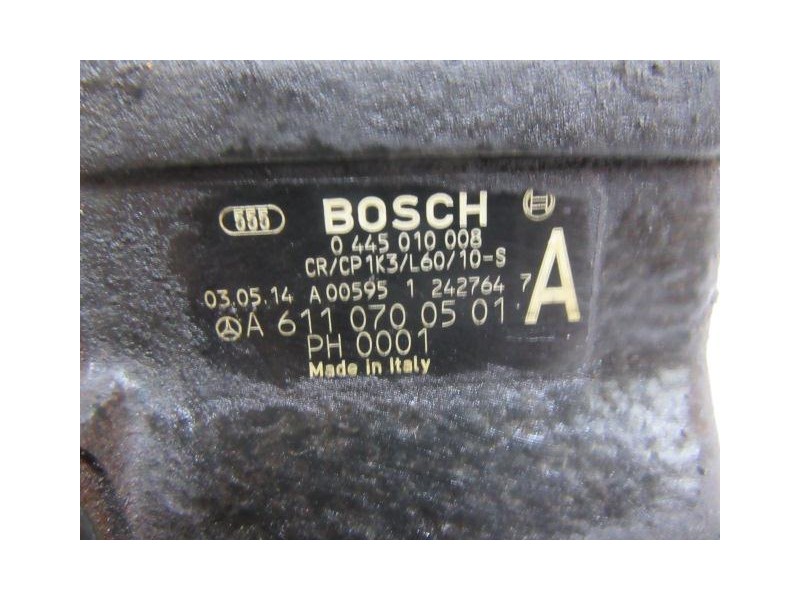 555 BOSCH
0 445 010 008
CR/CP1K3/L60/10-S
03.05.14 A 00595 1 242764 7 A
A 611 070 05 01
PH 0001
Made in Italy